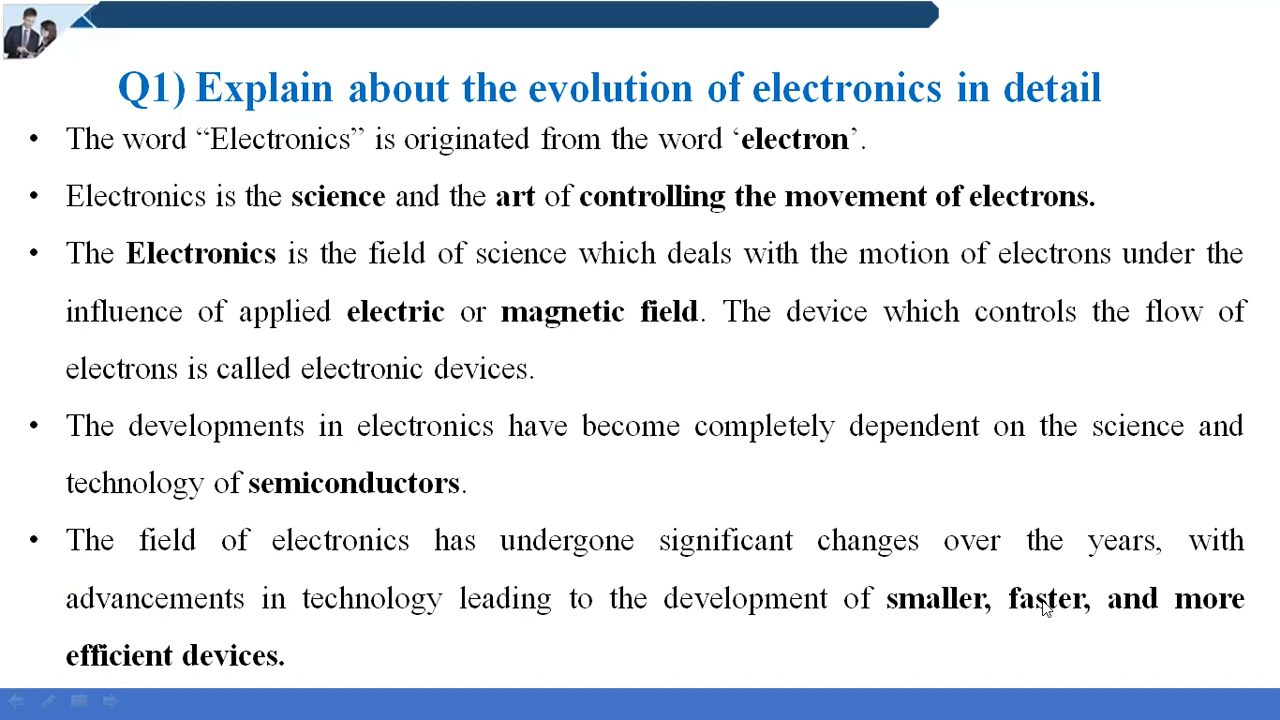 Q1) Explain about the evolution of electronics in detail
• The word “Electronics” is originated from the word ‘electron’.
• Electronics is the science and the art of controlling the movement of electrons.
• The Electronics is the field of science which deals with the motion of electrons under the
influence of applied electric or magnetic field. The device which controls the flow of
electrons is called electronic devices.
• The developments in electronics have become completely dependent on the science and
technology of semiconductors.
• The field of electronics has undergone significant changes over the years, with
advancements in technology leading to the development of smaller, faster, and more
efficient devices.